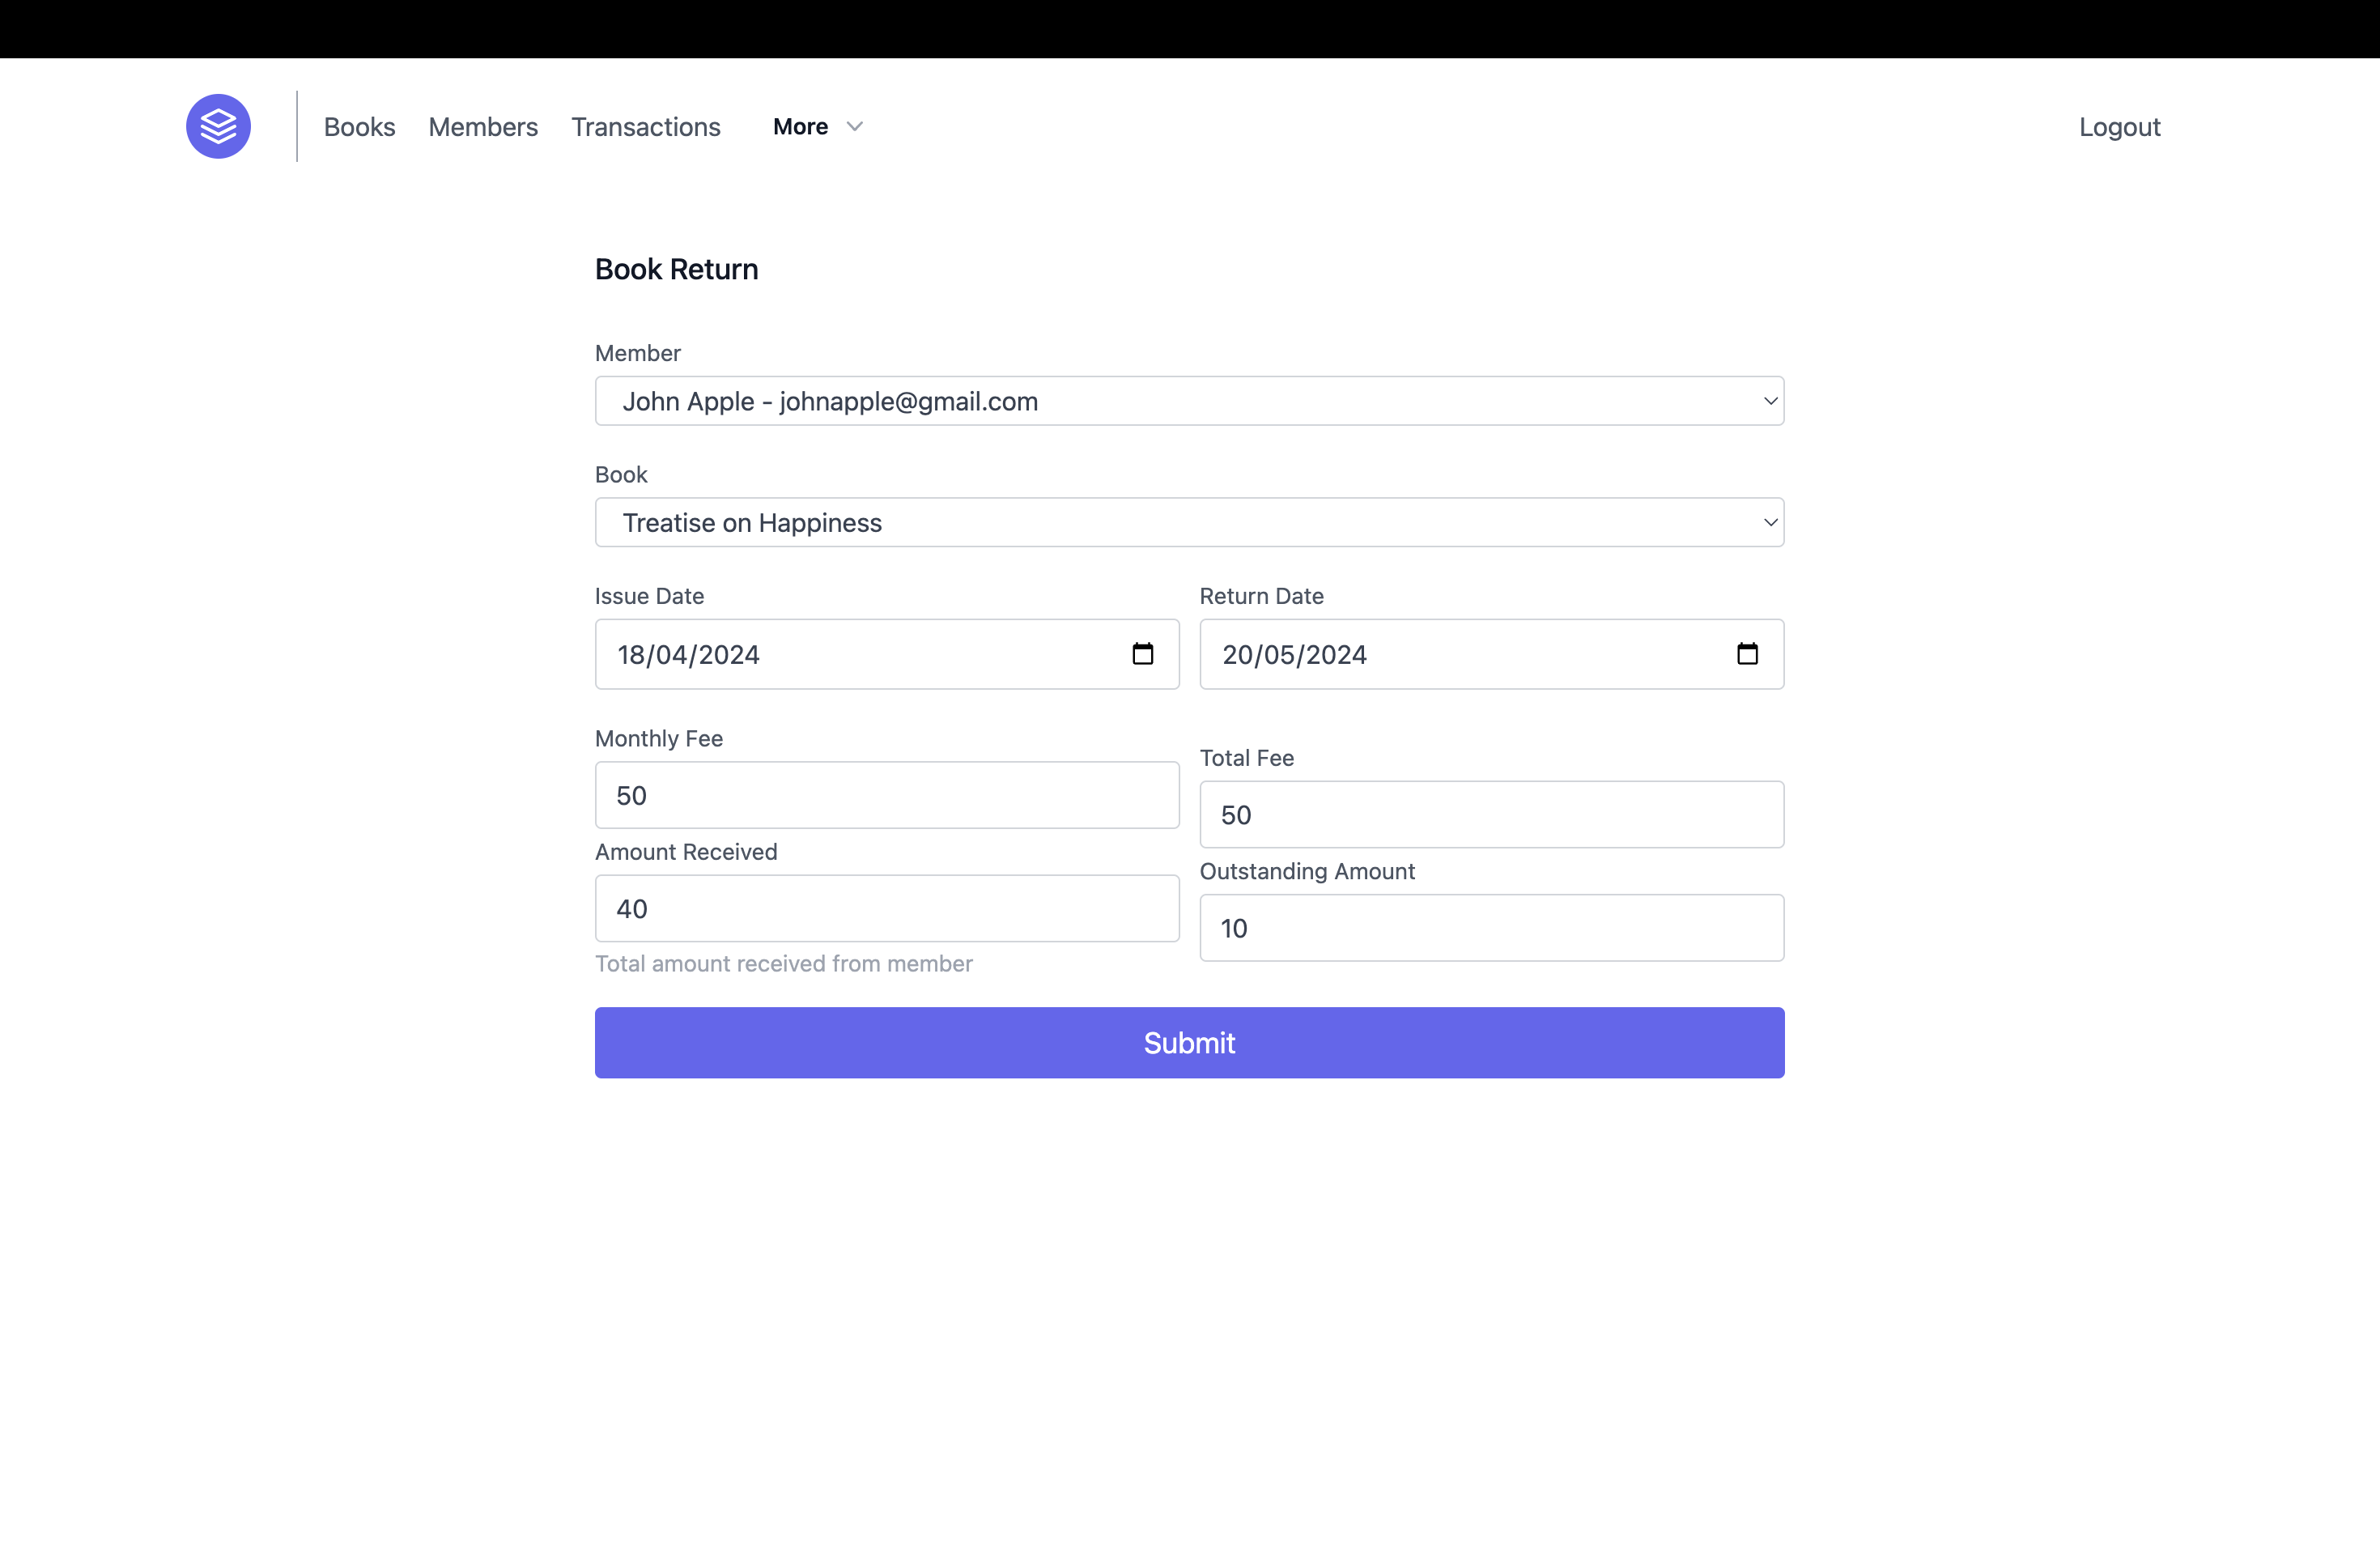 Books Members Transactions More Logout
Book Return
Member
John Apple - johnapple@gmail.com
Book
Treatise on Happiness
Issue Date Return Date
18/04/2024 20/05/2024
Monthly Fee
Total Fee
50
50
Amount Received
Outstanding Amount
40
10
Total amount received from member
Submit